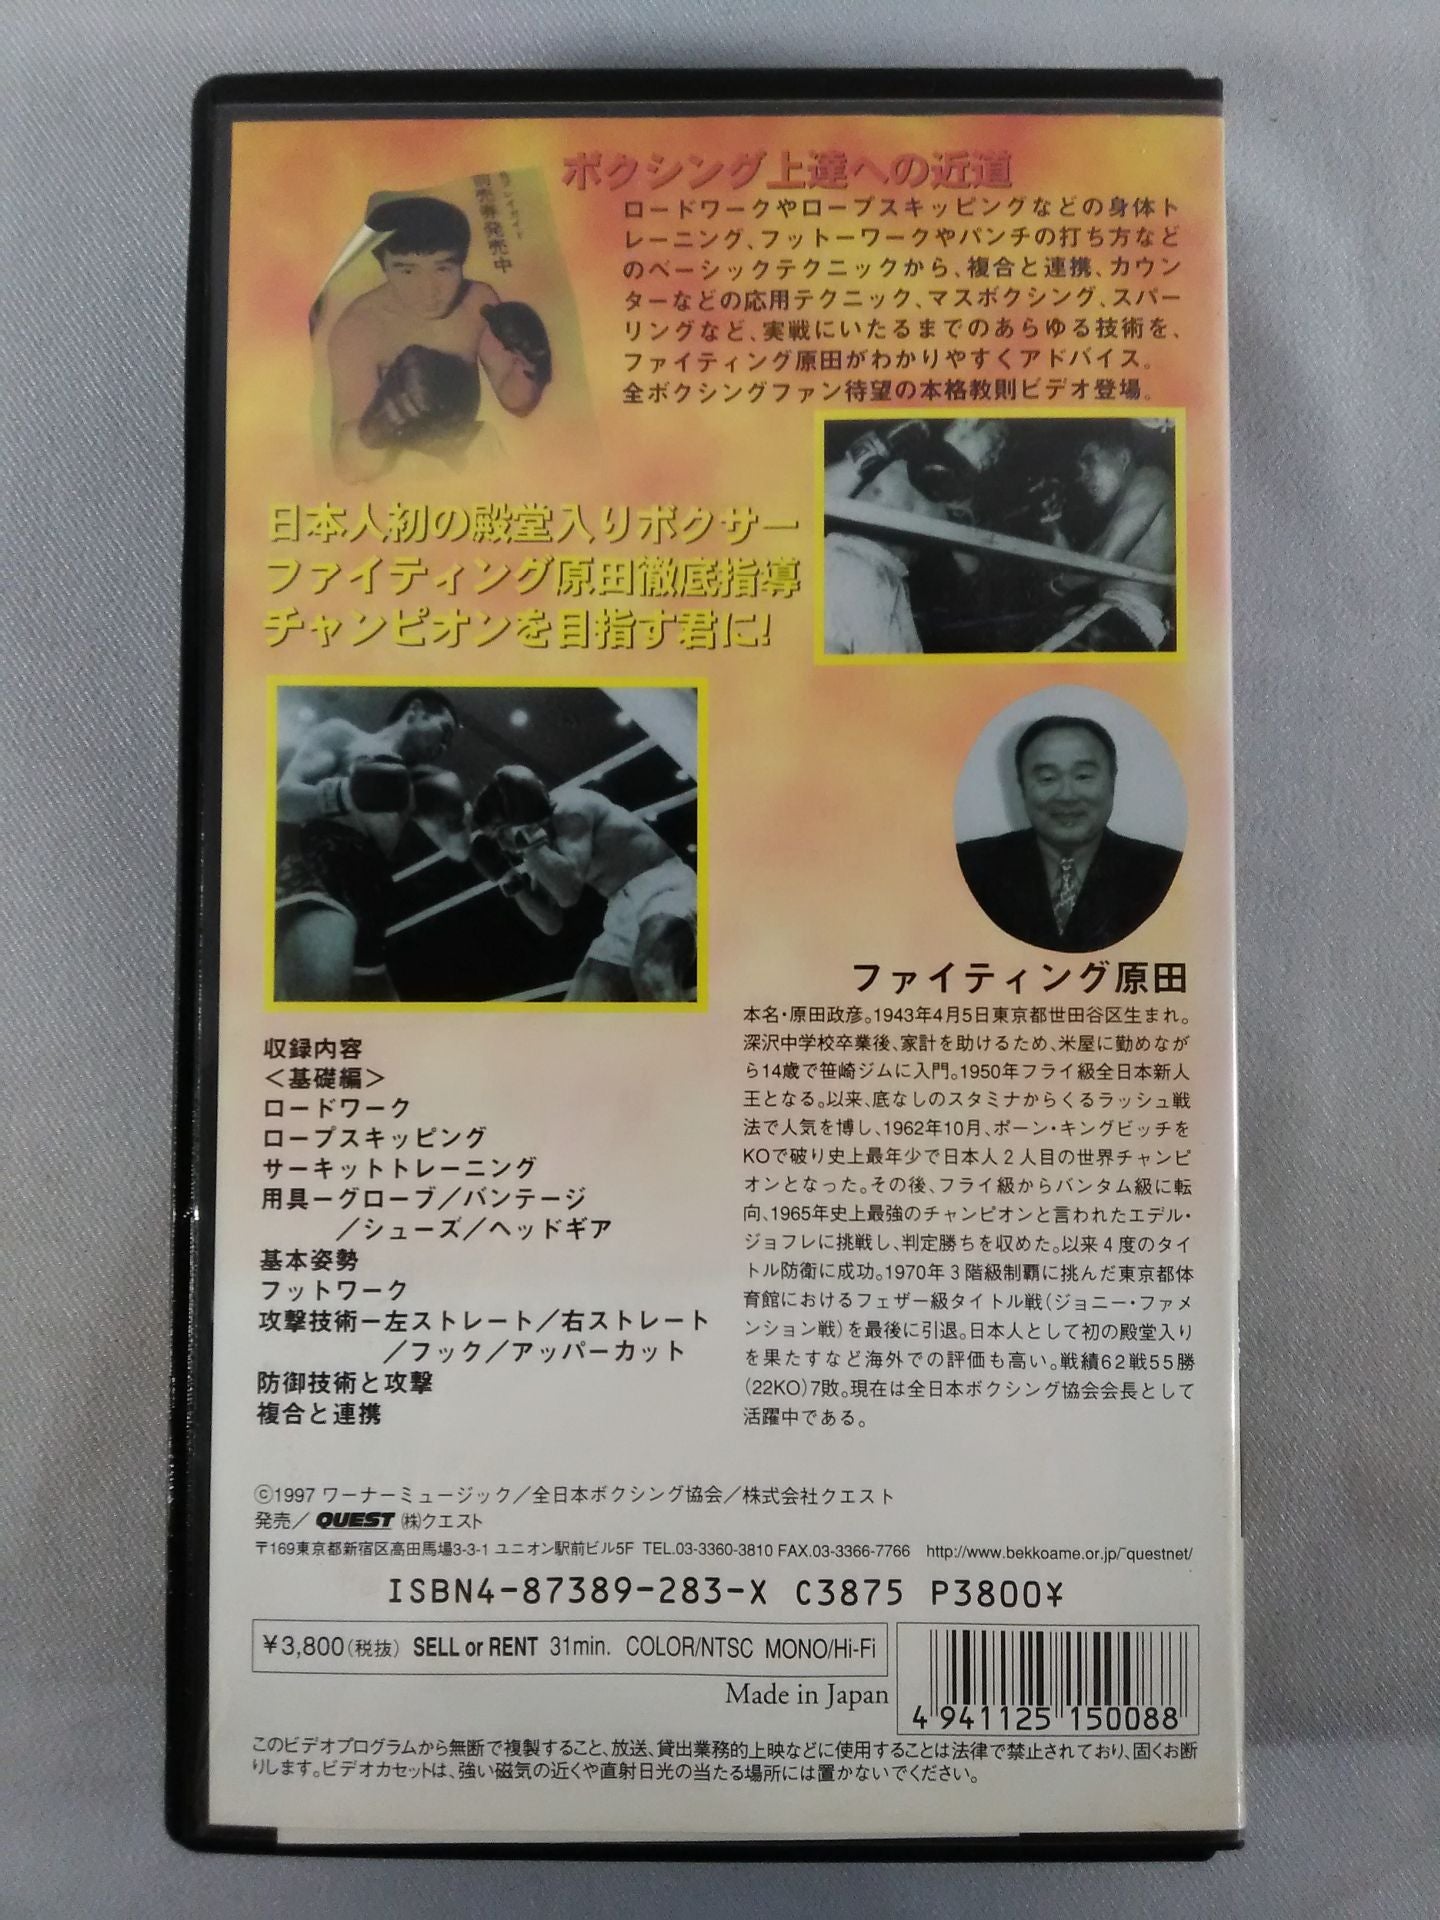 ボクシング上達への近道
ロードワークやロープスキッピングなどの身体ト
レーニング、フットーワークやパンチの打ち方など
のベーシックテクニックから、複合と連携、カウン
ターなどの応用テクニック、マスボクシング、スパー
リングなど、実戦にいたるまでのあらゆる技術を、
ファイティング原田がわかりやすくアドバイス。
全ボクシングファン待望の本格教則ビデオ登場。
前売券発売中
日本人初の殿堂入りボクサー
ファイティング原田徹底指導
チャンピオンを目指す君に!
ファイティング原田
本名・原田政彦。1943年4月5日東京都世田谷区生まれ。
深沢中学校卒業後、家計を助けるため、米屋に勤めなが
ら14歳で笹崎ジムに入門。1950年フライ級全日本新人
王となる。以来、底なしのスタミナからくるラッシュ戦
法で人気を博し、1962年10月、ポーン・キングピッチを
KOで破り史上最年少で日本人2人目の世界チャンピ
オンとなった。その後、フライ級からバンタム級に転
向、1965年史上最強のチャンピオンと言われたエデル・
ジョフレに挑戦し、判定勝ちを収めた。以来4度のタイ
トル防衛に成功。1970年3階級制覇に挑んだ東京都体
育館におけるフェザー級タイトル戦(ジョニー・ファメ
ンション戦)を最後に引退。日本人として初の殿堂入り
を果たすなど海外での評価も高い。戦績62戦55勝
(22KO)7敗。現在は全日本ボクシング協会会長として
活躍中である。
収録内容
<基礎編>
ロードワーク
ロープスキッピング
サーキットトレーニング
用具ーグローブ/バンテージ
/シューズ/ヘッドギア
基本姿勢
フットワーク
攻撃技術ー左ストレート/右ストレート
/フック/アッパーカット
防御技術と攻撃
複合と連携
©1997 ワーナーミュージック/全日本ボクシング協会/株式会社クエスト
発売/ QUEST (株)クエスト
〒169東京都新宿区高田馬場3-3-1 ユニオン駅前ビル5F TEL.03-3360-3810 FAX.03-3366-7766 http://www.bekkoame.or.jp/~questnet/
ISBN4-87389-283-X C3875 P3800¥
¥3,800(税抜) SELL or RENT 31min. COLOR/NTSC MONO/Hi-Fi
Made in Japan
4 941125 150088
このビデオプログラムから無断で複製すること、放送、貸出業務的上映などに使用することは法律で禁止されており、固くお断
りします。ビデオカセットは、強い磁気の近くや直射日光の当たる場所には置かないでください。